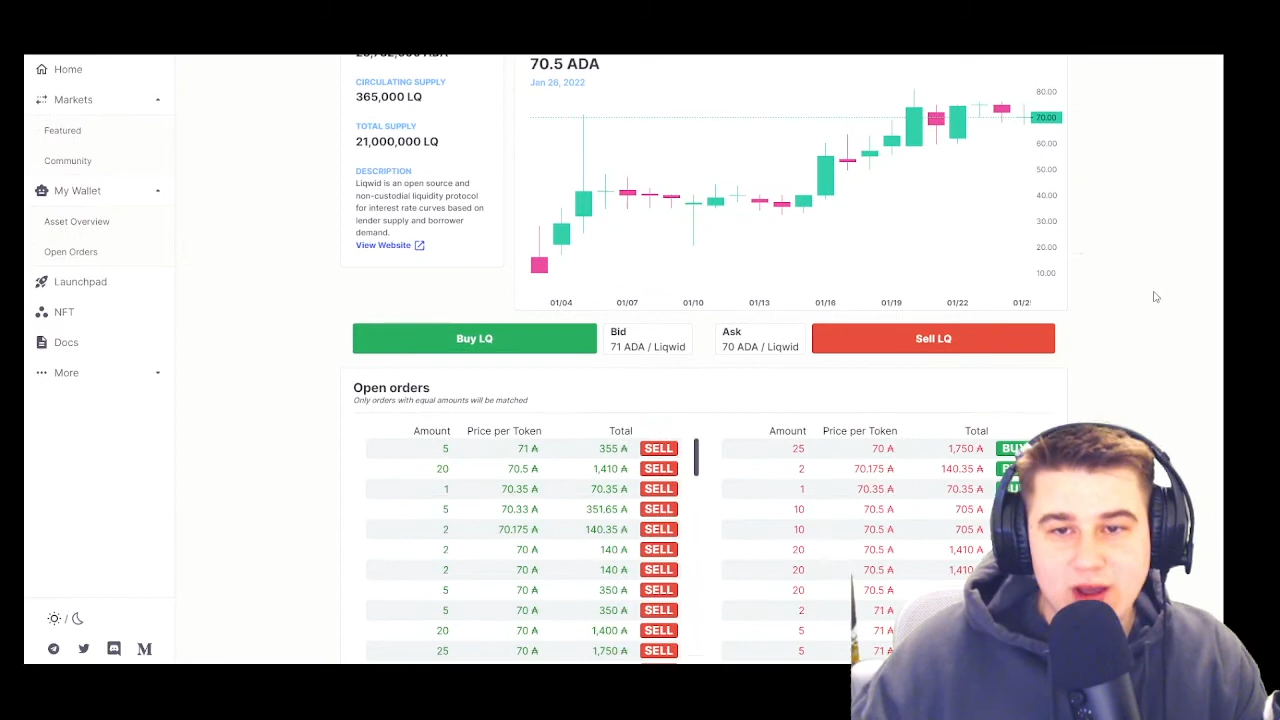 Home
Markets
Featured
Community
My Wallet
Asset Overview
Open Orders
Launchpad
NFT
Docs
More
CIRCULATING SUPPLY
365,000 LQ
TOTAL SUPPLY
21,000,000 LQ
DESCRIPTION
Liqwid is an open source and
non-custodial liquidity protocol
for interest rate curves based on
lender supply and borrower
demand.
View Website
70.5 ADA
Jan 26, 2022
80.00
70.00
60.00
50.00
40.00
30.00
20.00
10.00
01/04 01/07 01/10 01/13 01/16 01/19 01/22
Buy LQ
Bid
71 ADA / Liqwid
Ask
70 ADA / Liqwid
Sell LQ
Open orders
Only orders with equal amounts will be matched
Amount Price per Token Total
5 71 ₳ 355 ₳ SELL
20 70.5 ₳ 1,410 ₳ SELL
1 70.35 ₳ 70.35 ₳ SELL
5 70.33 ₳ 351.65 ₳ SELL
2 70.175 ₳ 140.35 ₳ SELL
2 70 ₳ 140 ₳ SELL
2 70 ₳ 140 ₳ SELL
5 70 ₳ 350 ₳ SELL
5 70 ₳ 350 ₳ SELL
20 70 ₳ 1,400 ₳ SELL
25 70 ₳ 1,750 ₳ SELL
Amount Price per Token Total
25 70 ₳ 1,750 ₳ BUY
2 70.175 ₳ 140.35 ₳
1 70.35 ₳ 70.35 ₳
10 70.5 ₳ 705 ₳
10 70.5 ₳ 705 ₳
20 70.5 ₳ 1,410 ₳
20 70.5 ₳ 1,410
20 70.5 ₳
2 71 ₳
5 71 ₳
5 71 ₳